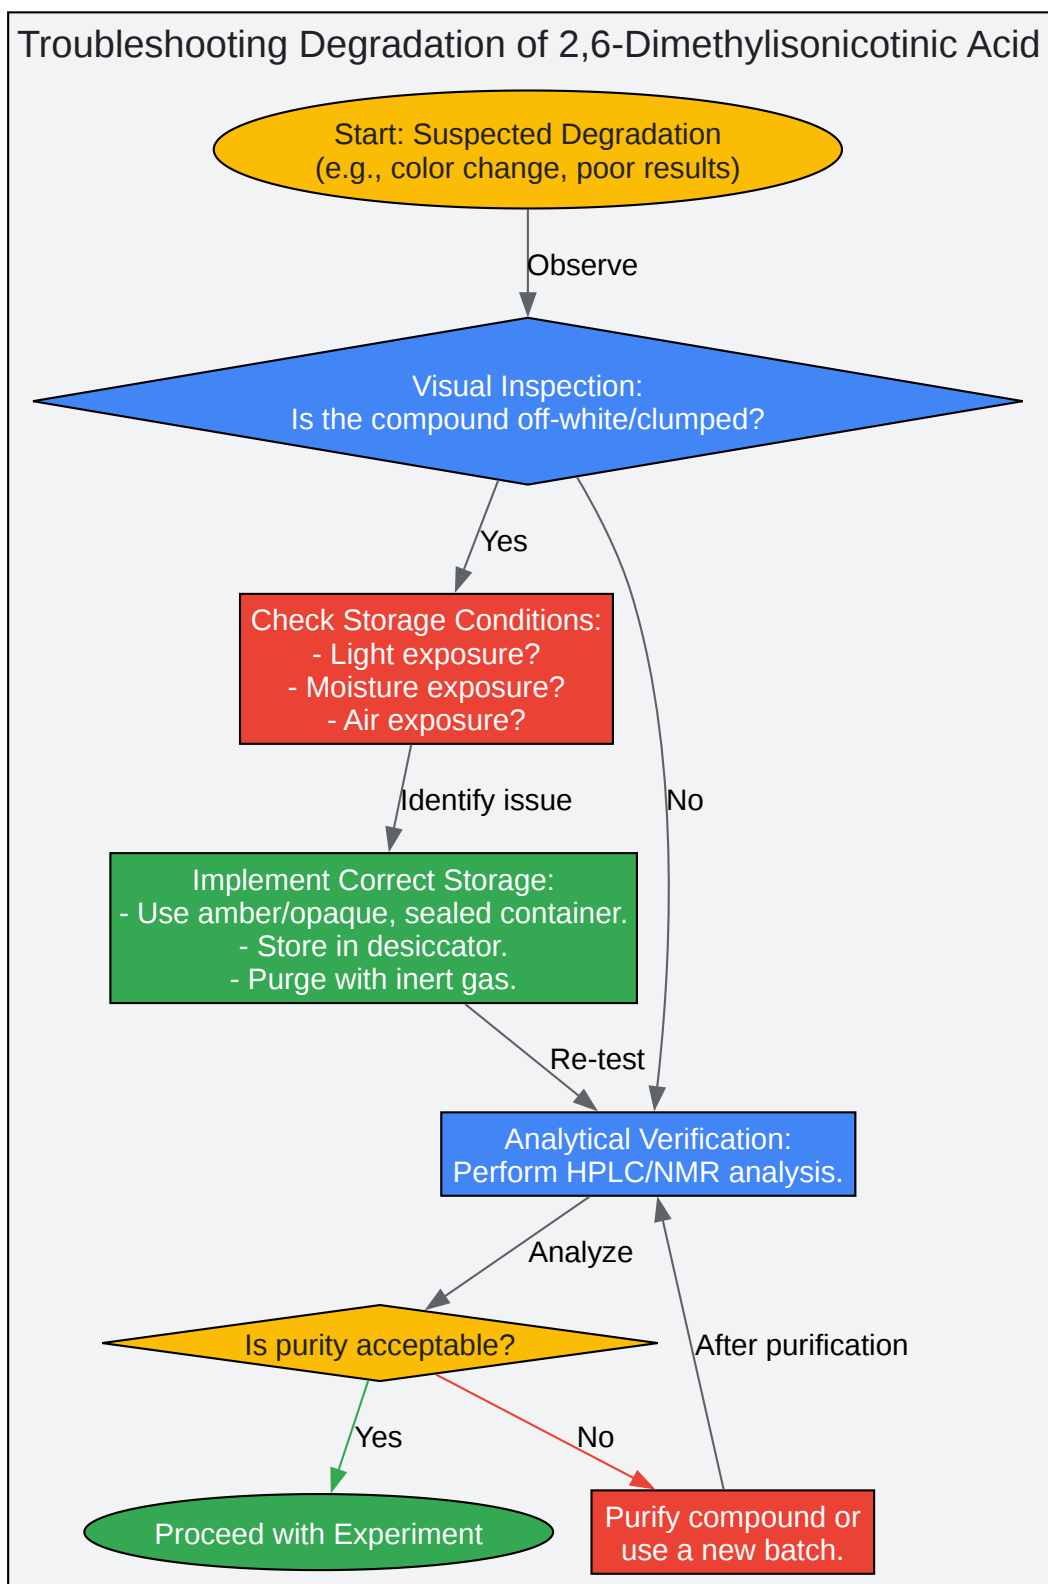 Troubleshooting Degradation of 2,6-Dimethylisonicotinic Acid
Start: Suspected Degradation
(e.g., color change, poor results)
Observe
Visual Inspection:
Is the compound off-white/clumped?
Yes
Check Storage Conditions:
- Light exposure?
- Moisture exposure?
- Air exposure?
Identify issue
No
Implement Correct Storage:
- Use amber/opaque, sealed container.
- Store in desiccator.
- Purge with inert gas.
Re-test
Analytical Verification:
Perform HPLC/NMR analysis.
Analyze
Is purity acceptable?
After purification
Yes
No
Proceed with Experiment
Purify compound or
use a new batch.